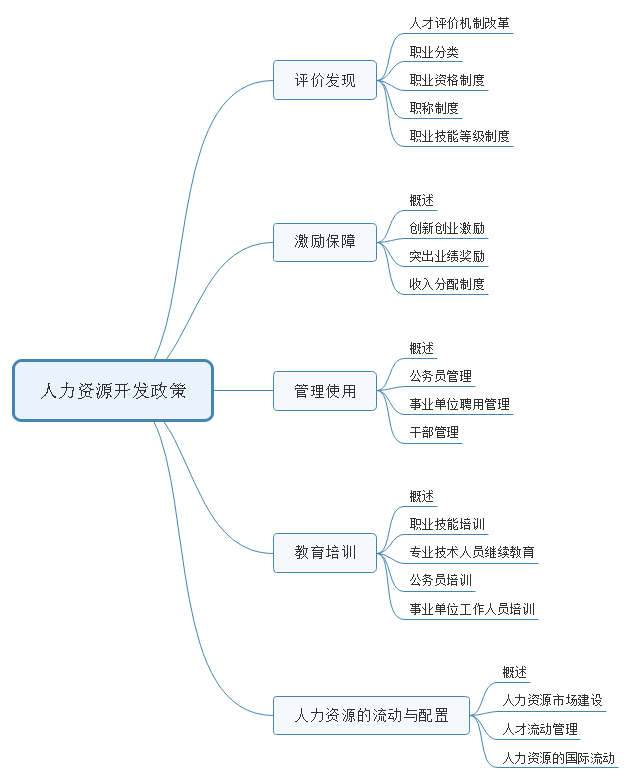 人力资源开发政策
评价发现
人才评价机制改革
职业分类
职业资格制度
职称制度
职业技能等级制度
激励保障
概述
创新创业激励
突出业绩奖励
收入分配制度
管理使用
概述
公务员管理
事业单位聘用管理
干部管理
教育培训
概述
职业技能培训
专业技术人员继续教育
公务员培训
事业单位工作人员培训
人力资源的流动与配置
概述
人力资源市场建设
人才流动管理
人力资源的国际流动